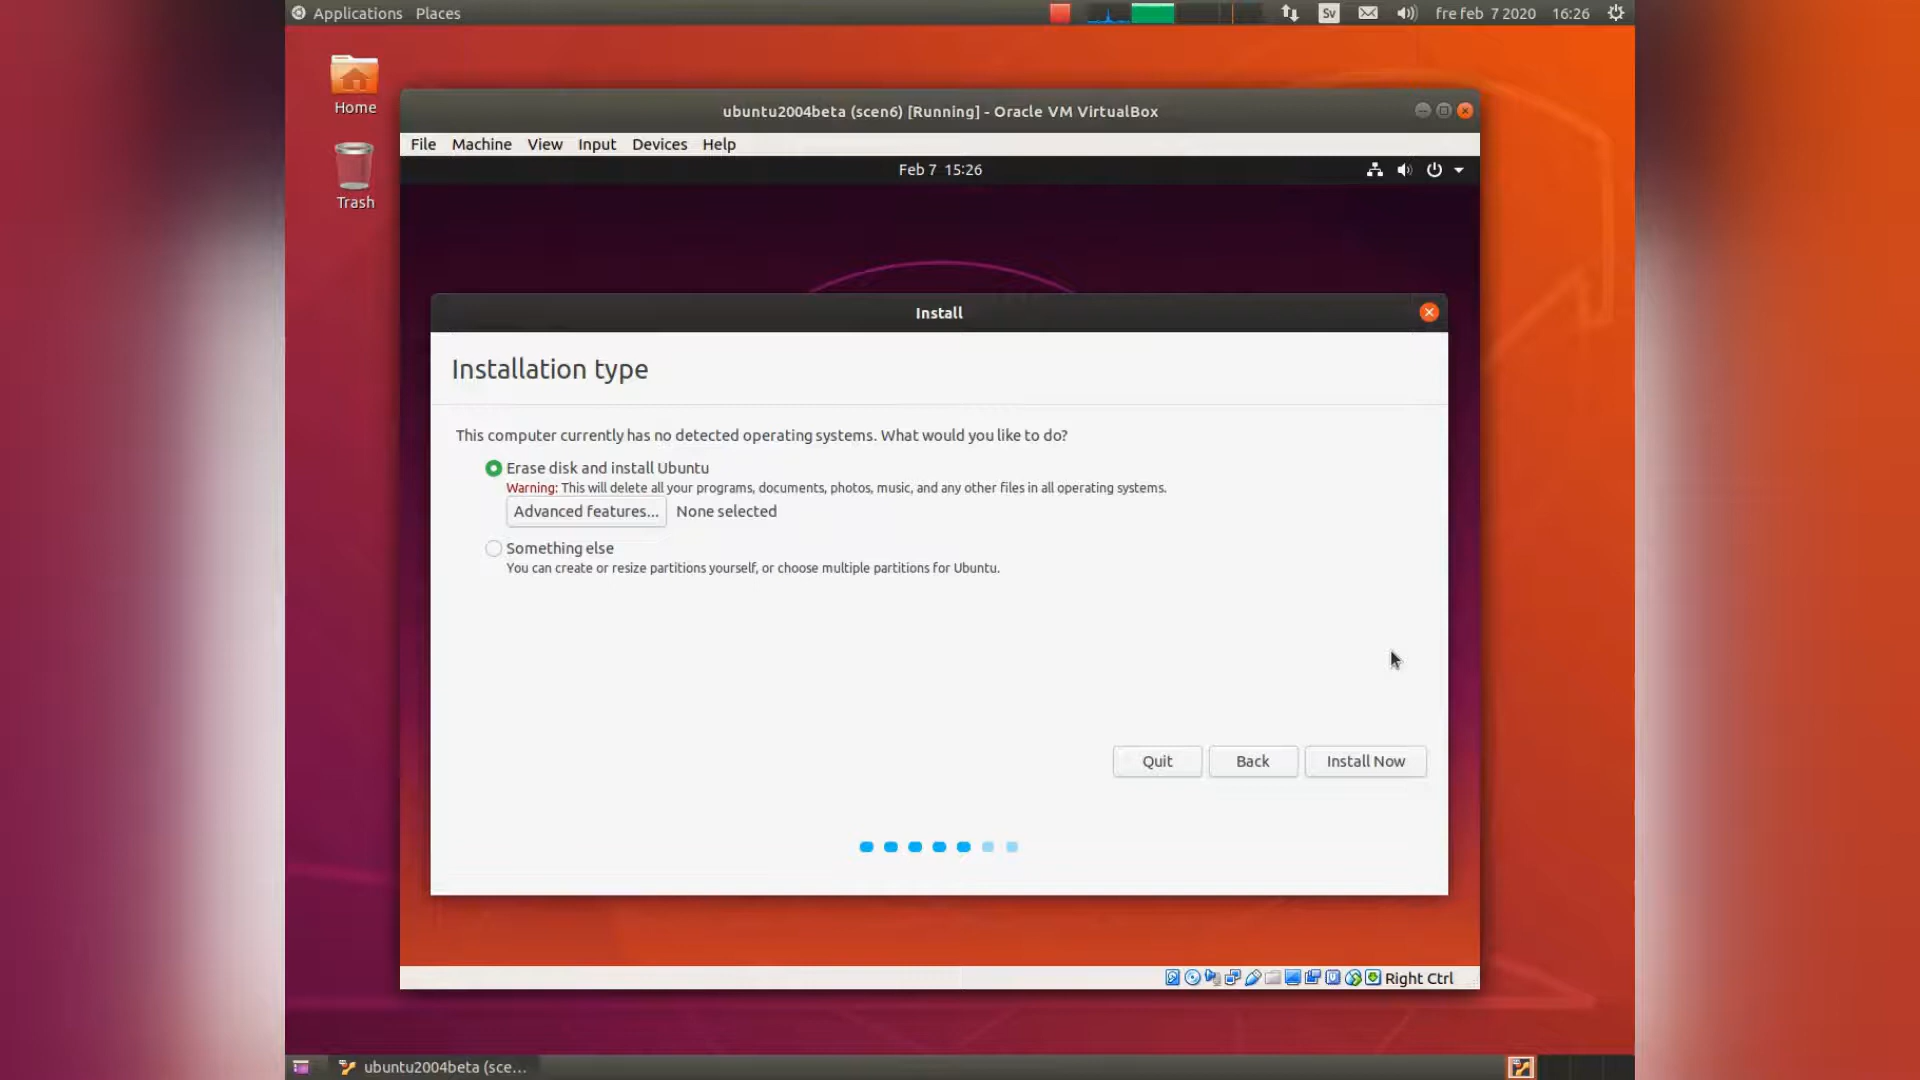 Applications Places
Sv fre feb 7 2020 16:26
Home
Trash
ubuntu2004beta (scen6) [Running] - Oracle VM VirtualBox
File Machine View Input Devices Help
Feb 7 15:26
Install
Installation type
This computer currently has no detected operating systems. What would you like to do?
Erase disk and install Ubuntu
Warning: This will delete all your programs, documents, photos, music, and any other files in all operating systems.
Advanced features... None selected
Something else
You can create or resize partitions yourself, or choose multiple partitions for Ubuntu.
Quit Back Install Now
Right Ctrl
ubuntu2004beta (sce...